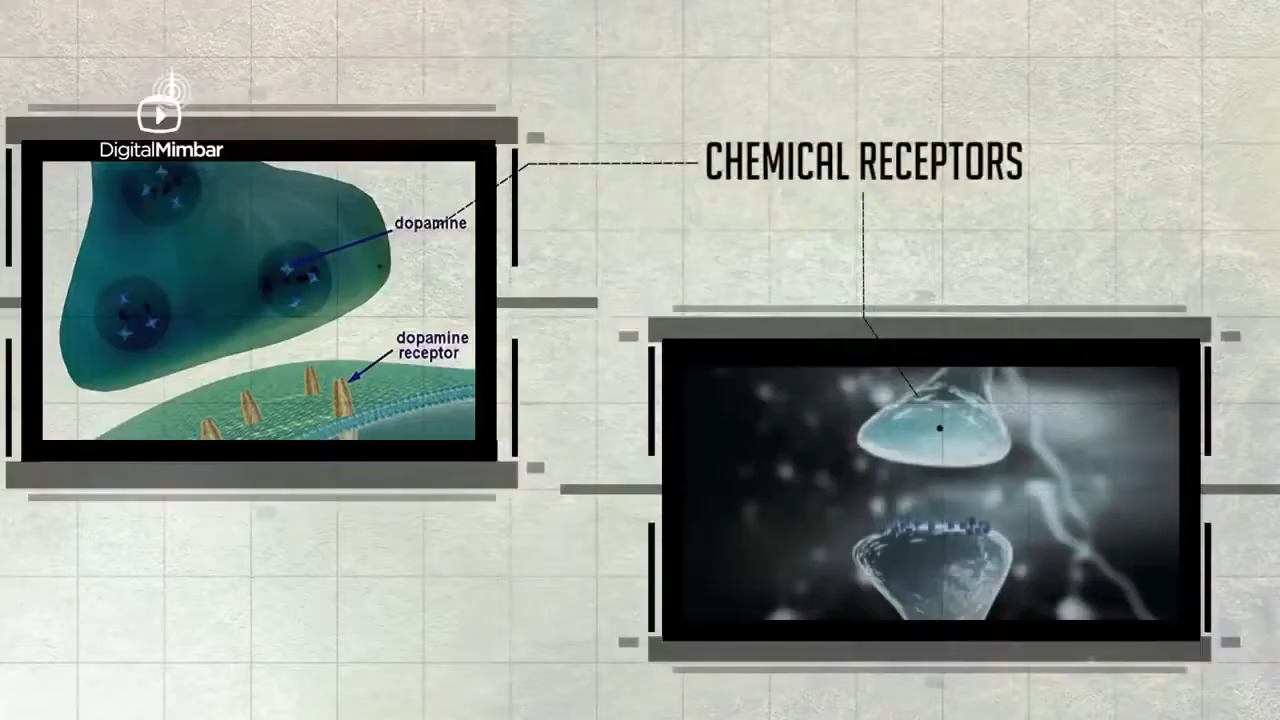 DigitalMimbar
CHEMICAL RECEPTORS
dopamine
dopamine
receptor